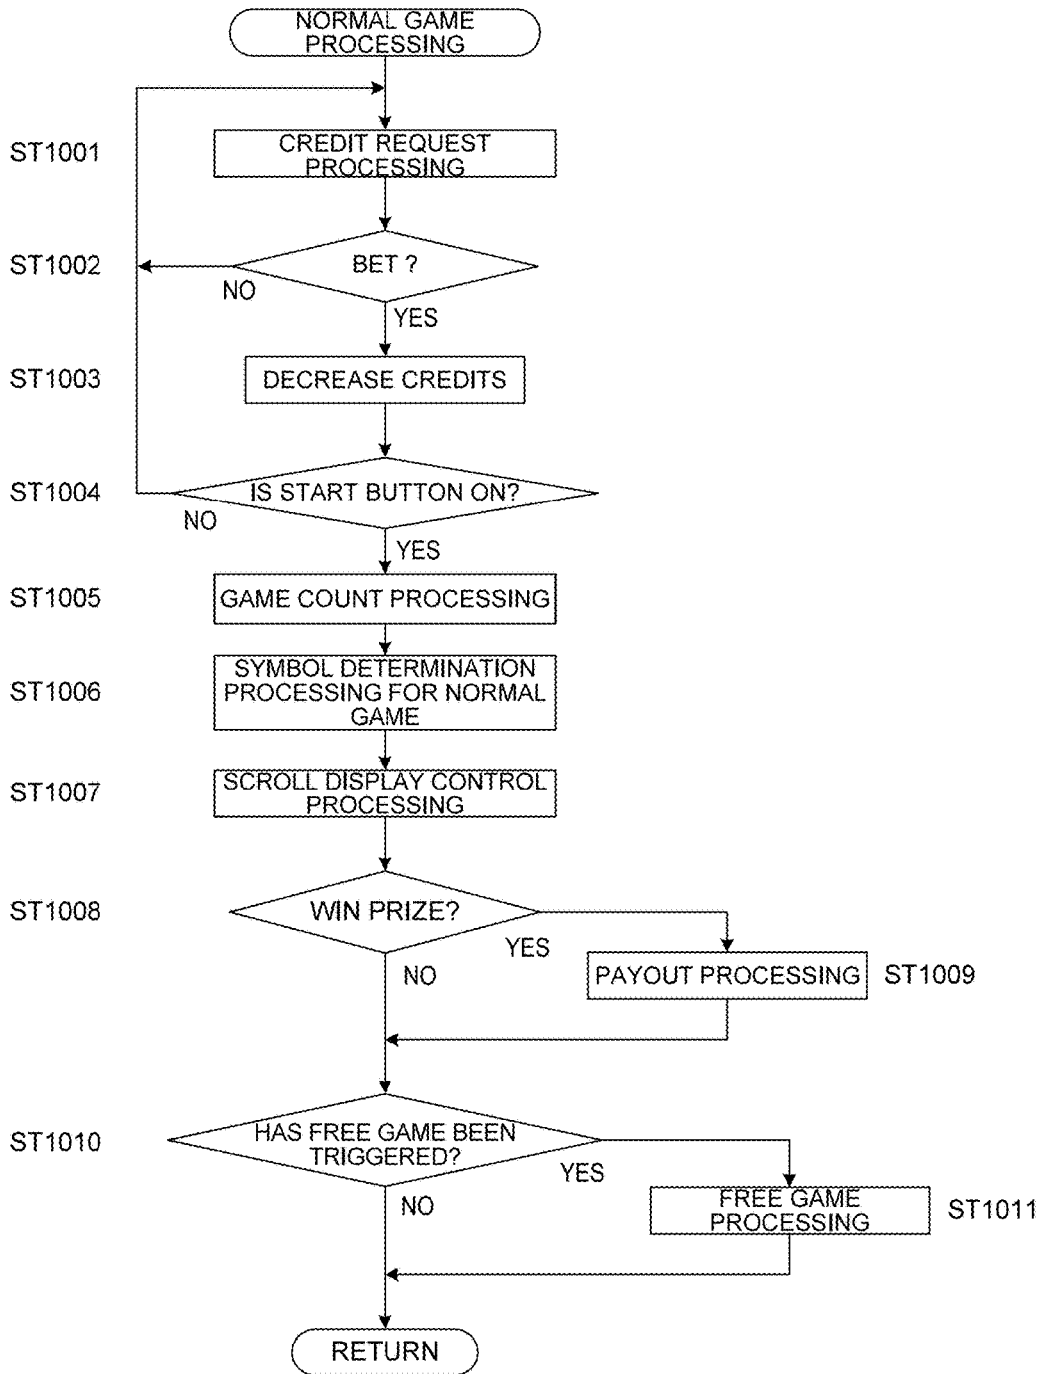 NORMAL GAME
PROCESSING
ST1001
CREDIT REQUEST
PROCESSING
ST1002
BET ?
NO
YES
ST1003
DECREASE CREDITS
ST1004
IS START BUTTON ON?
NO
YES
ST1005
GAME COUNT PROCESSING
ST1006
SYMBOL DETERMINATION
PROCESSING FOR NORMAL
GAME
ST1007
SCROLL DISPLAY CONTROL
PROCESSING
ST1008
WIN PRIZE?
YES
NO
PAYOUT PROCESSING
ST1009
ST1010
HAS FREE GAME BEEN
TRIGGERED?
YES
NO
FREE GAME
PROCESSING
ST1011
RETURN